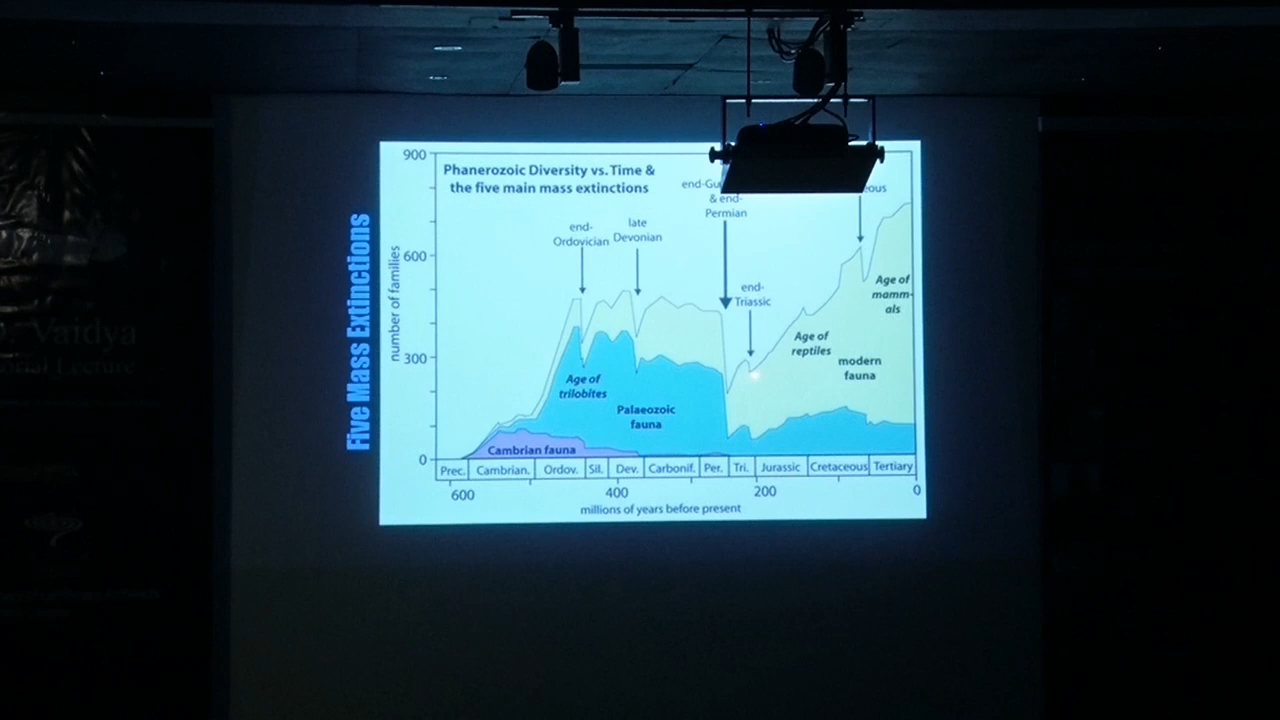 Five Mass Extinctions
900
Phanerozoic Diversity vs. Time &
the five main mass extinctions
& end-
Permian
end-
Ordovician
late
Devonian
600
number of families
end-
Triassic
Age of
mamm-
als
Age of
reptiles
modern
fauna
300
Age of
trilobites
Palaeozoic
fauna
Cambrian fauna
0
Prec. Cambrian. Ordov. Sil. Dev. Carbonif. Per. Tri. Jurassic Cretaceous Tertiary
600 400 200 0
millions of years before present
Vaidya
Lecture